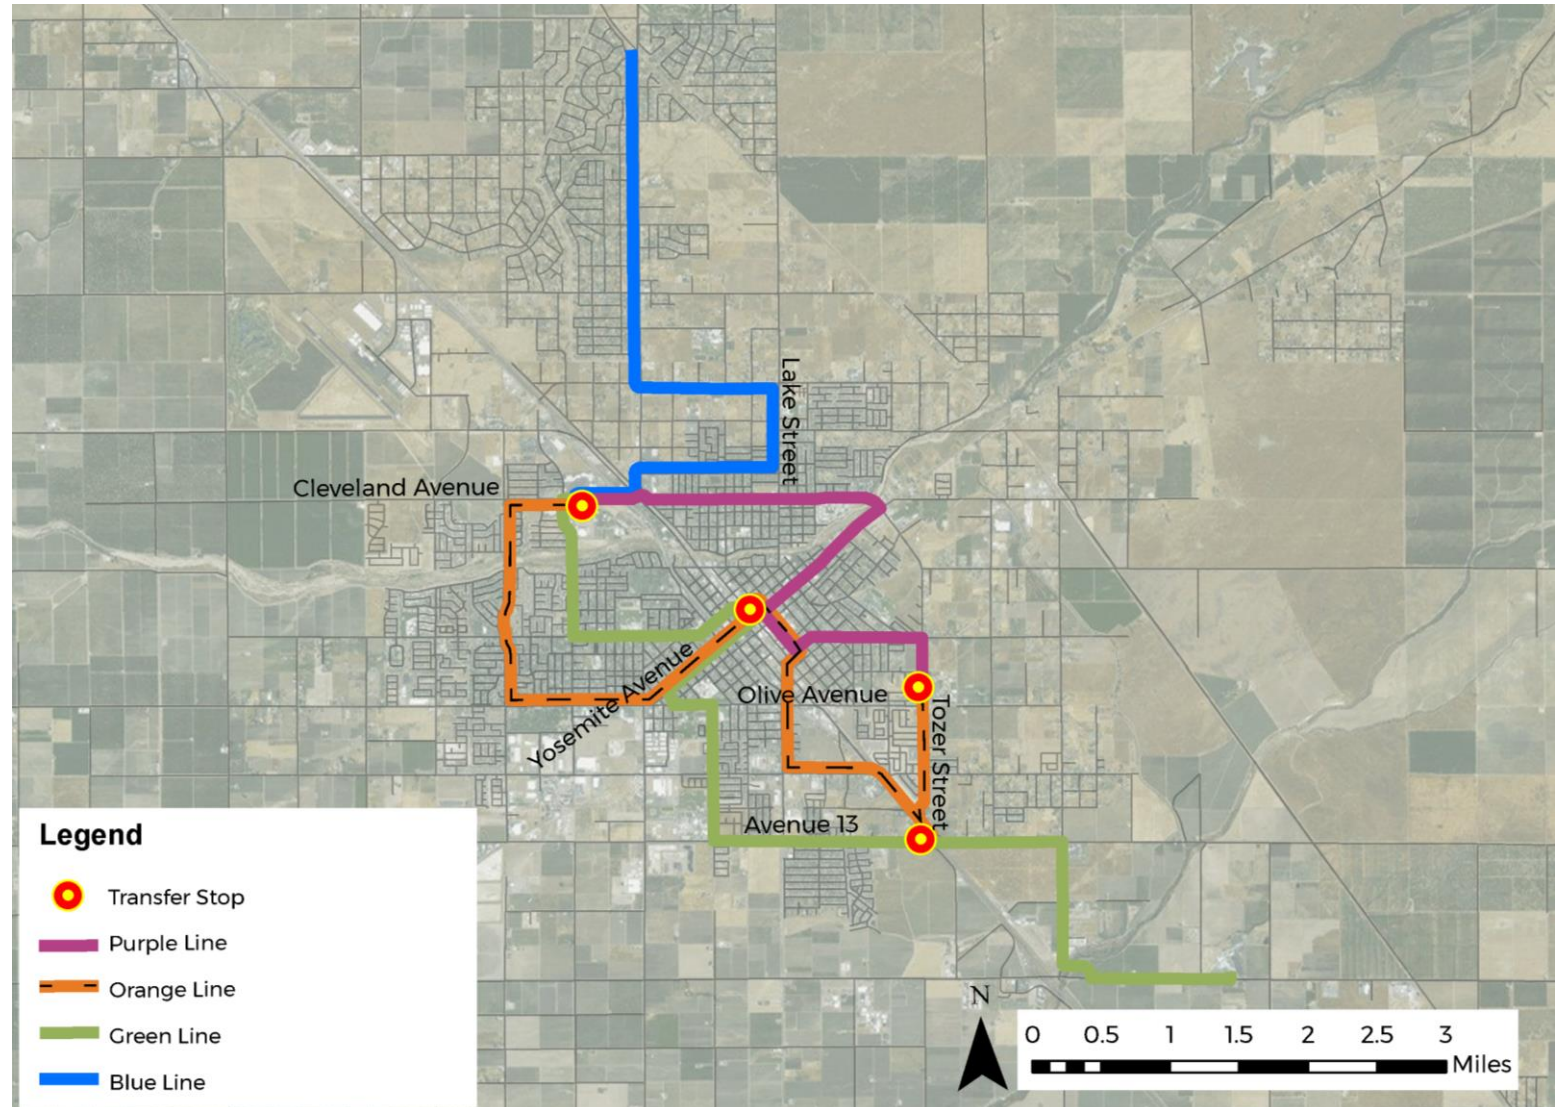 Lake Street
Cleveland Avenue
Yosemite Avenue
Olive Avenue
Tozer Street
Avenue 13
Legend
Transfer Stop
Purple Line
Orange Line
Green Line
Blue Line
N
0 0.5 1 1.5 2 2.5 3
Miles